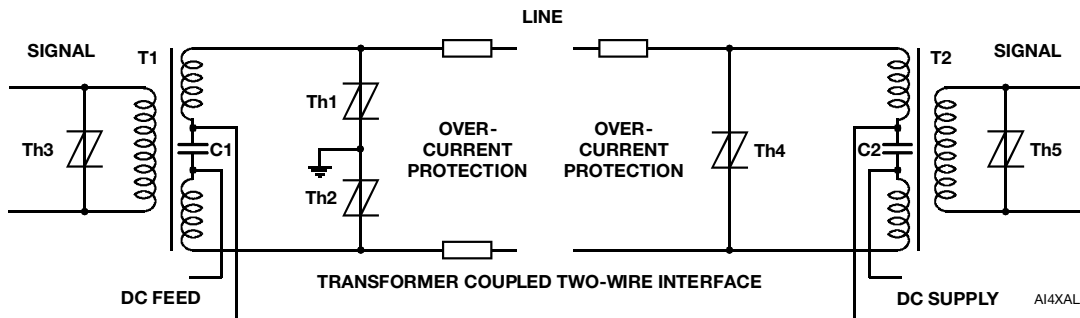 LINE
SIGNAL
T1
T2
SIGNAL
Th1
Th3
C1
OVER-
CURRENT
PROTECTION
OVER-
CURRENT
PROTECTION
Th4
C2
Th5
Th2
TRANSFORMER COUPLED TWO-WIRE INTERFACE
DC FEED
DC SUPPLY
AI4XAL